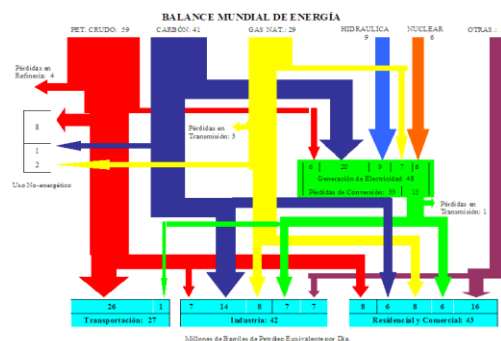 BALANCE MUNDIAL DE ENERGÍA
PET. CRUDO: 59
CARBÓN: 41
GAS NAT.: 29
HIDRAULICA
9
NUCLEAR
6
OTRAS.:
Pérdidas en
Refinería: 4
8
1
2
Uso No-energético
Pérdidas en
Transmisión: 3
6 20 9 7 6
Generación de Electricidad: 48
Pérdidas de Conversión: 33 15
Pérdidas en
Transmisión: 1
26 1
Transportación: 27
7 14 8 7 7
Industria: 42
8 6 8 6 16
Residencial y Comercial: 43
Millones de Barriles de Petróleo Equivalente por Día.